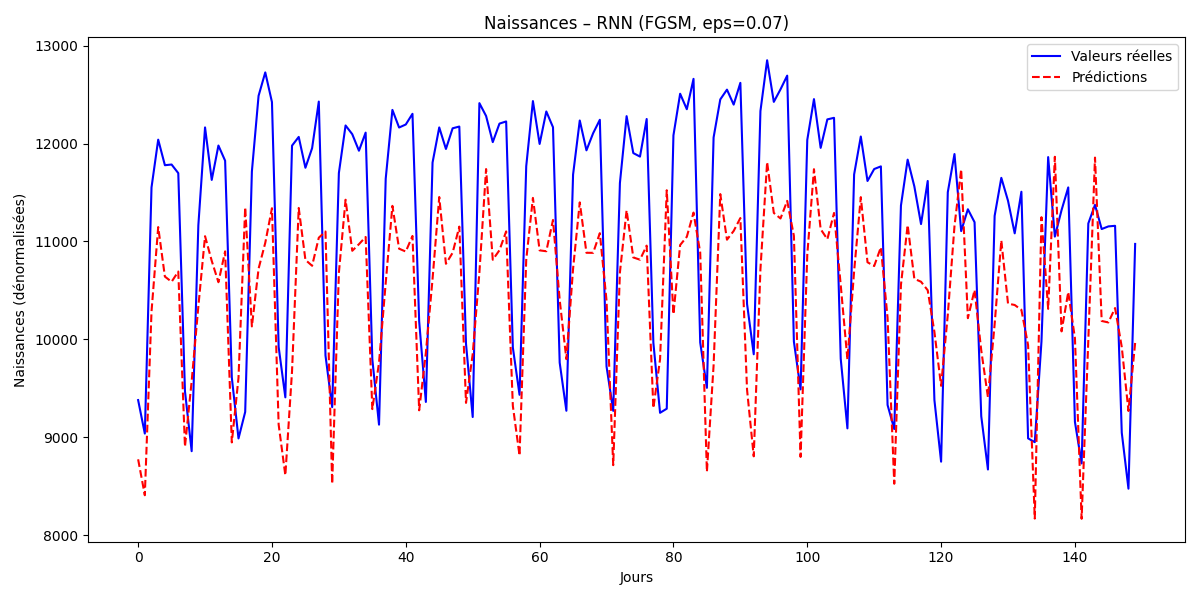 Naissances – RNN (FGSM, eps=0.07)
Valeurs réelles
Prédictions
Naissances (dénormalisées)
13000
12000
11000
10000
9000
8000
0 20 40 60 80 100 120 140
Jours